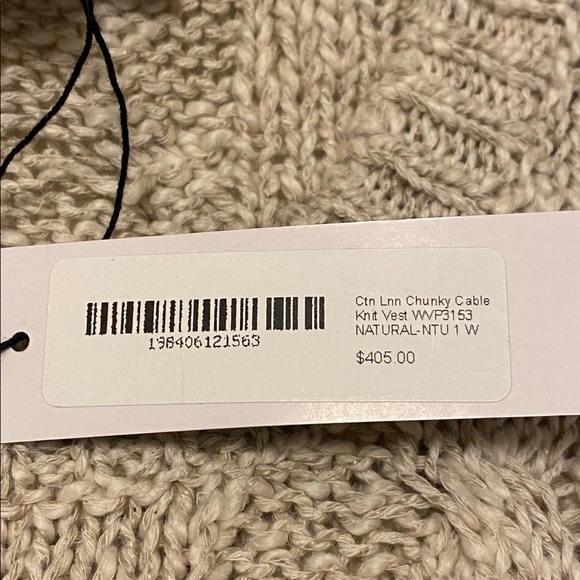 198406121563
Ctn Lnn Chunky Cable
Knit Vest WVP3153
NATURAL-NTU 1 W
$405.00